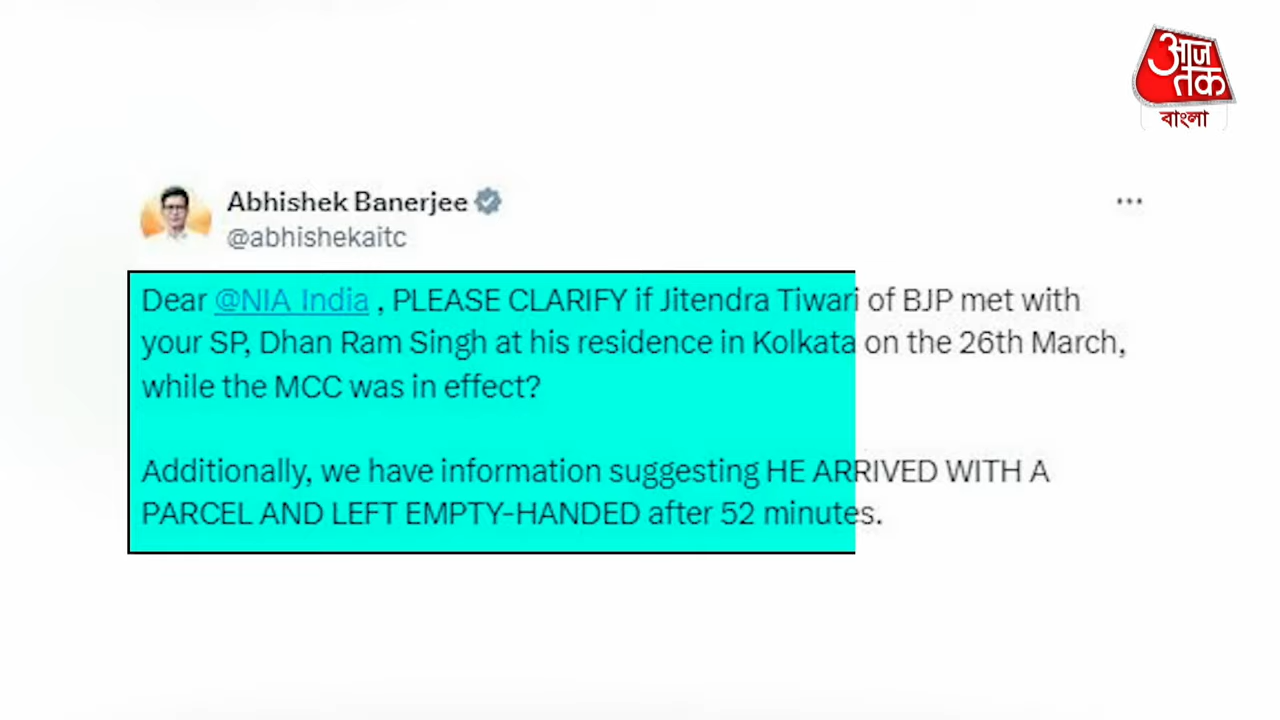 आज
तक
বাংলা
Abhishek Banerjee
@abhishekaitc
Dear @NIA_India , PLEASE CLARIFY if Jitendra Tiwari of BJP met with
your SP, Dhan Ram Singh at his residence in Kolkata on the 26th March,
while the MCC was in effect?
Additionally, we have information suggesting HE ARRIVED WITH A
PARCEL AND LEFT EMPTY-HANDED after 52 minutes.